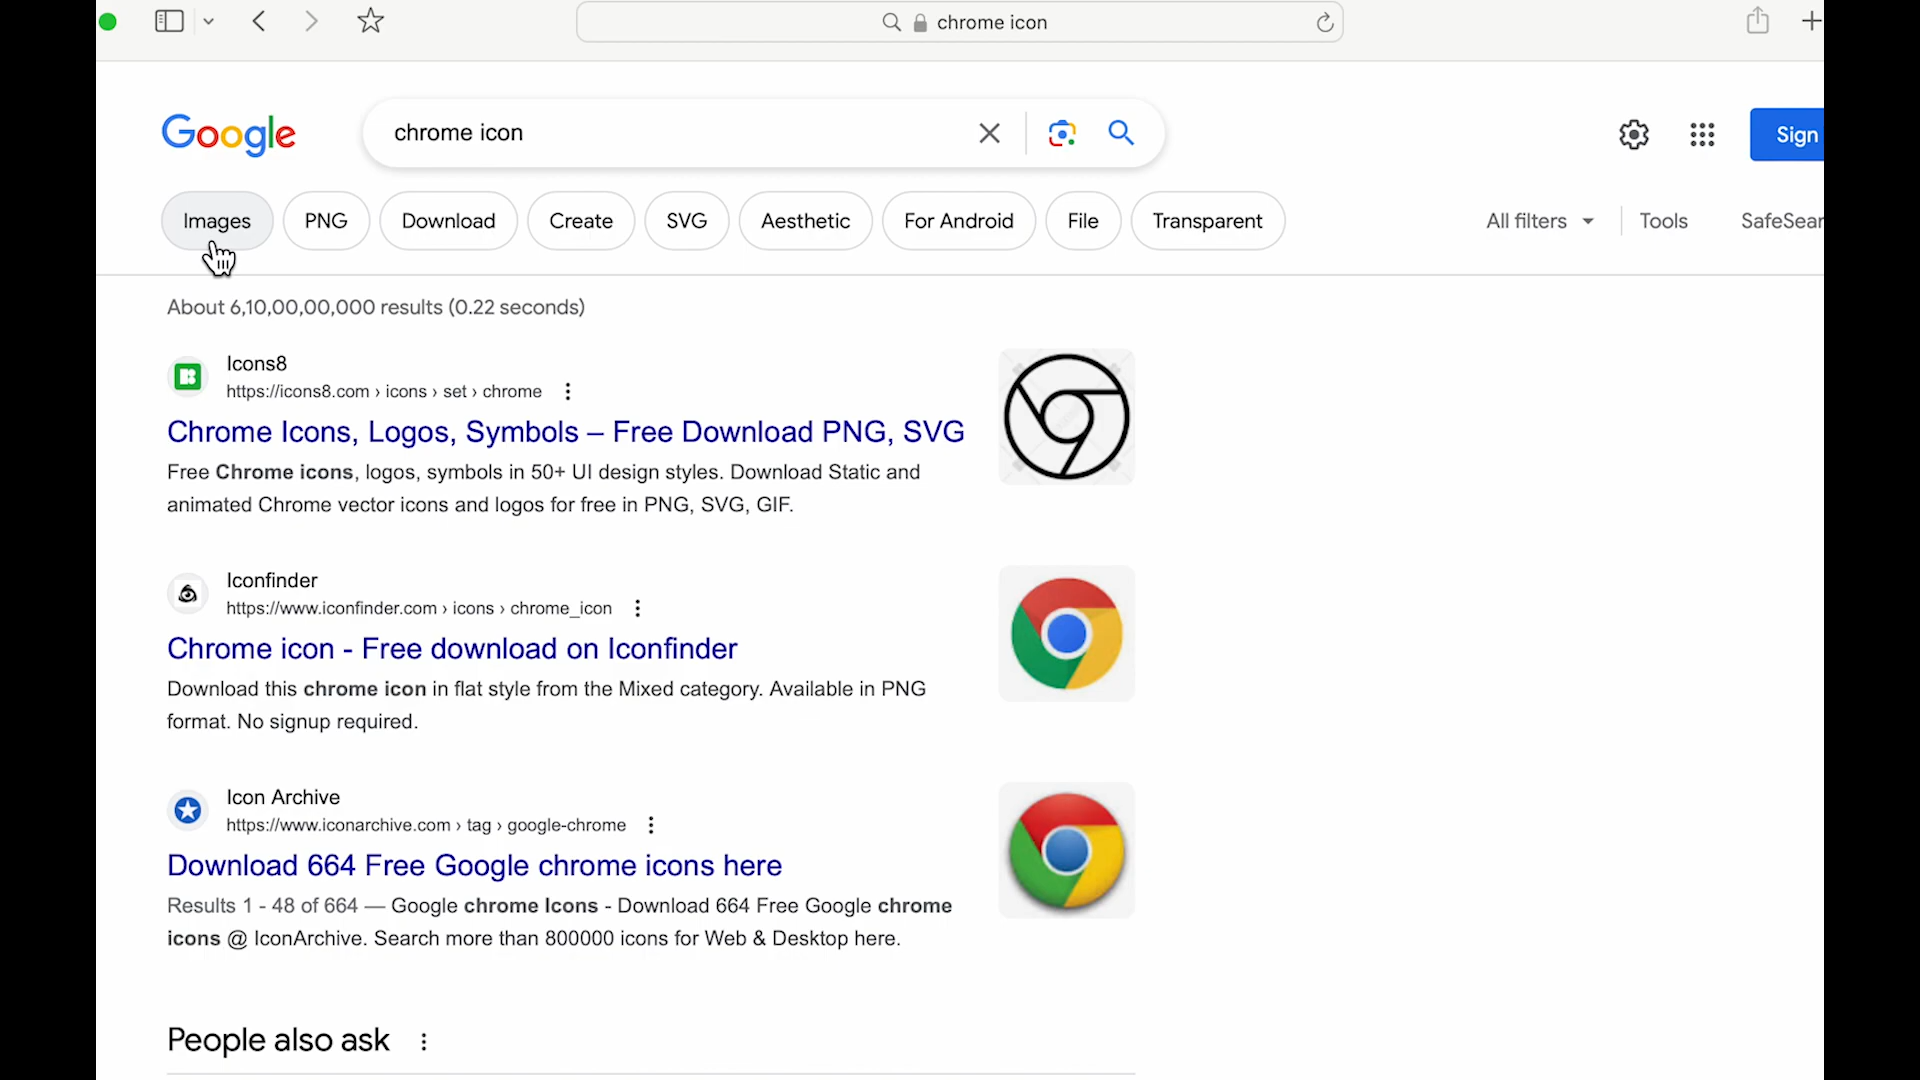 chrome icon
Google
chrome icon
Sign
Images
PNG
Download
Create
SVG
Aesthetic
For Android
File
Transparent
All filters
Tools
SafeSear
About 6,10,00,00,000 results (0.22 seconds)
Icons8
https://icons8.com › icons › set › chrome
Chrome Icons, Logos, Symbols – Free Download PNG, SVG
Free Chrome icons, logos, symbols in 50+ UI design styles. Download Static and
animated Chrome vector icons and logos for free in PNG, SVG, GIF.
Iconfinder
https://www.iconfinder.com › icons › chrome_icon
Chrome icon - Free download on Iconfinder
Download this chrome icon in flat style from the Mixed category. Available in PNG
format. No signup required.
Icon Archive
https://www.iconarchive.com › tag › google-chrome
Download 664 Free Google chrome icons here
Results 1 - 48 of 664 — Google chrome Icons - Download 664 Free Google chrome
icons @ IconArchive. Search more than 800000 icons for Web & Desktop here.
People also ask